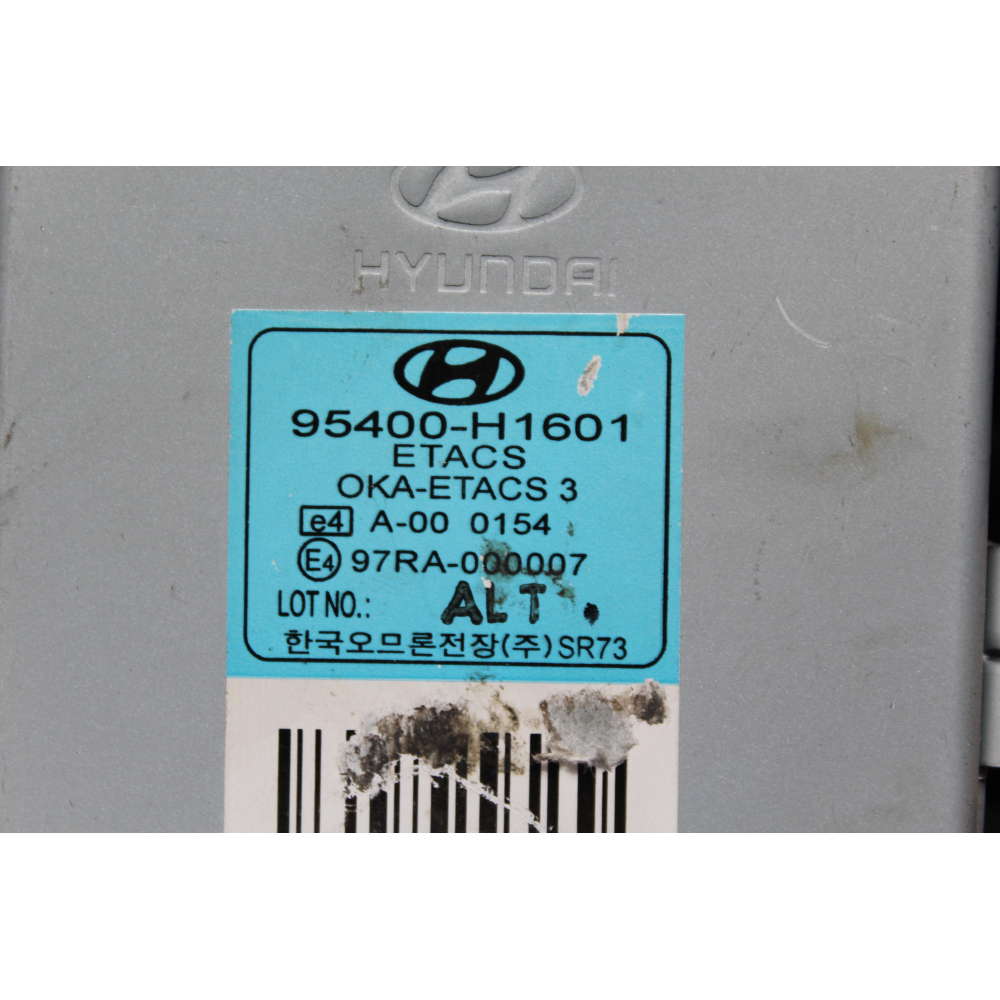 HYUNDAI
95400-H1601
ETACS
OKA-ETACS 3
e4 A-00 0154
E4 97RA-000007
LOT NO.: ALT.
한국오므론전장(주) SR73